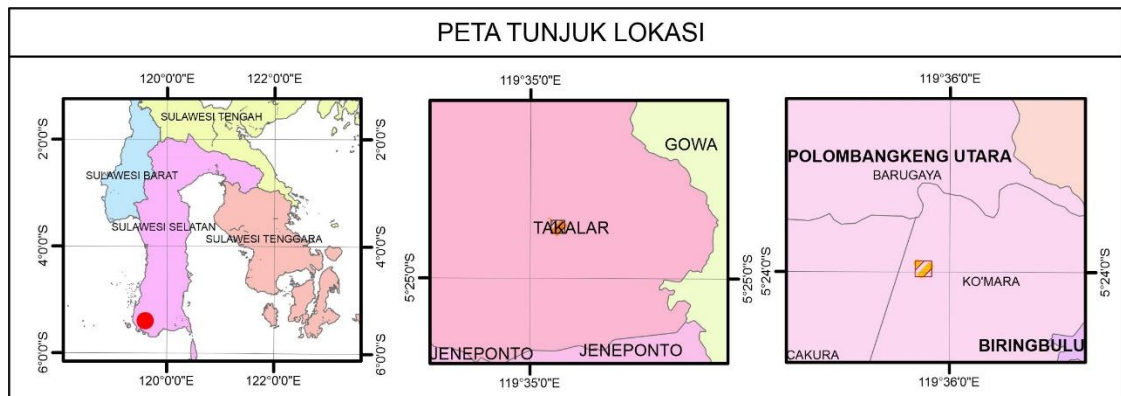 PETA TUNJUK LOKASI
120°0'0"E 122°0'0"E
2°0'0"S
4°0'0"S
6°0'0"S
SULAWESI TENGAH
SULAWESI BARAT
SULAWESI SELATAN
SULAWESI TENGGARA
2°0'0"S
4°0'0"S
6°0'0"S
120°0'0"E 122°0'0"E
119°35'0"E
5°25'0"S
GOWA
TAKALAR
JENEPONTO
JENEPONTO
5°25'0"S
119°35'0"E
119°36'0"E
5°24'0"S
POLOMBANGKENG UTARA
BARUGAYA
KO'MARA
BIRINGBULU
CAKURA
5°24'0"S
119°36'0"E